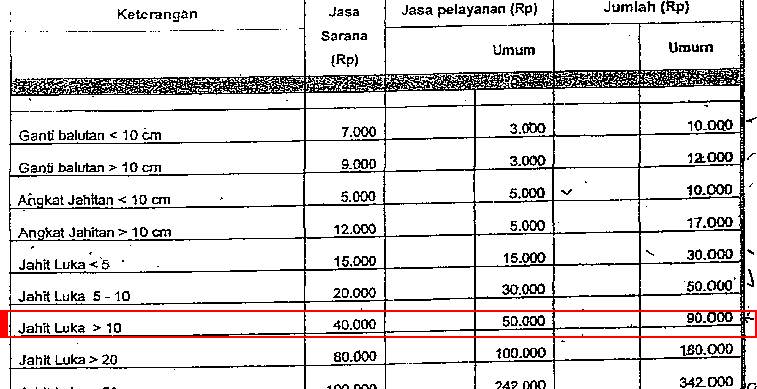 Keterangan Jasa Sarana (Rp) Jasa pelayanan (Rp) Jumlah (Rp)
Umum Umum
Ganti balutan < 10 cm 7.000 3.000 10.000
Ganti balutan > 10 cm 9.000 3.000 12.000
Angkat Jahitan < 10 cm 5.000 5.000 10.000
Angkat Jahitan > 10 cm 12.000 5.000 17.000
Jahit Luka < 5 15.000 15.000 30.000
Jahit Luka 5 - 10 20.000 30.000 50.000
Jahit Luka > 10 40.000 50.000 90.000
Jahit Luka > 20 80.000 100.000 180.000
242.000 342.000